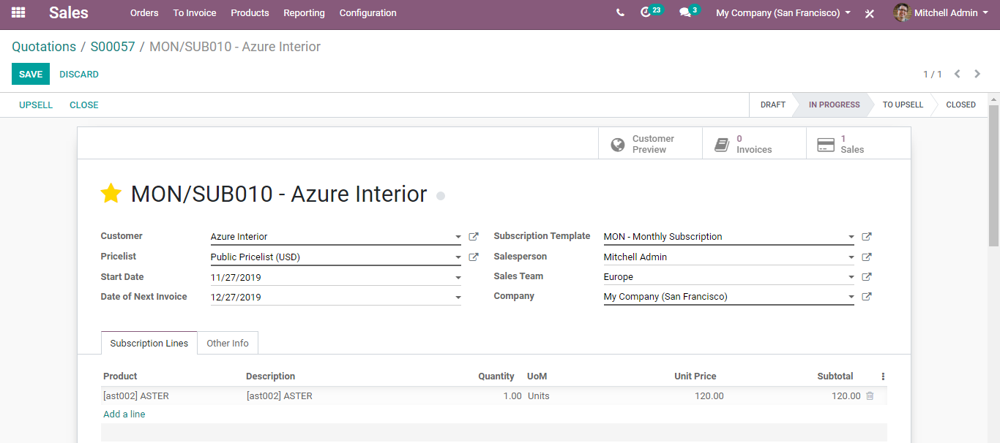 Sales Orders To Invoice Products Reporting Configuration 23 3 My Company (San Francisco) Mitchell Admin
Quotations / S00057 / MON/SUB010 - Azure Interior
SAVE DISCARD 1 / 1
UPSELL CLOSE DRAFT IN PROGRESS TO UPSELL CLOSED
Customer Preview 0 Invoices 1 Sales
MON/SUB010 - Azure Interior
Customer Azure Interior Subscription Template MON - Monthly Subscription
Pricelist Public Pricelist (USD) Salesperson Mitchell Admin
Start Date 11/27/2019 Sales Team Europe
Date of Next Invoice 12/27/2019 Company My Company (San Francisco)
Subscription Lines Other Info
Product Description Quantity UoM Unit Price Subtotal
[ast002] ASTER [ast002] ASTER 1.00 Units 120.00 120.00
Add a line